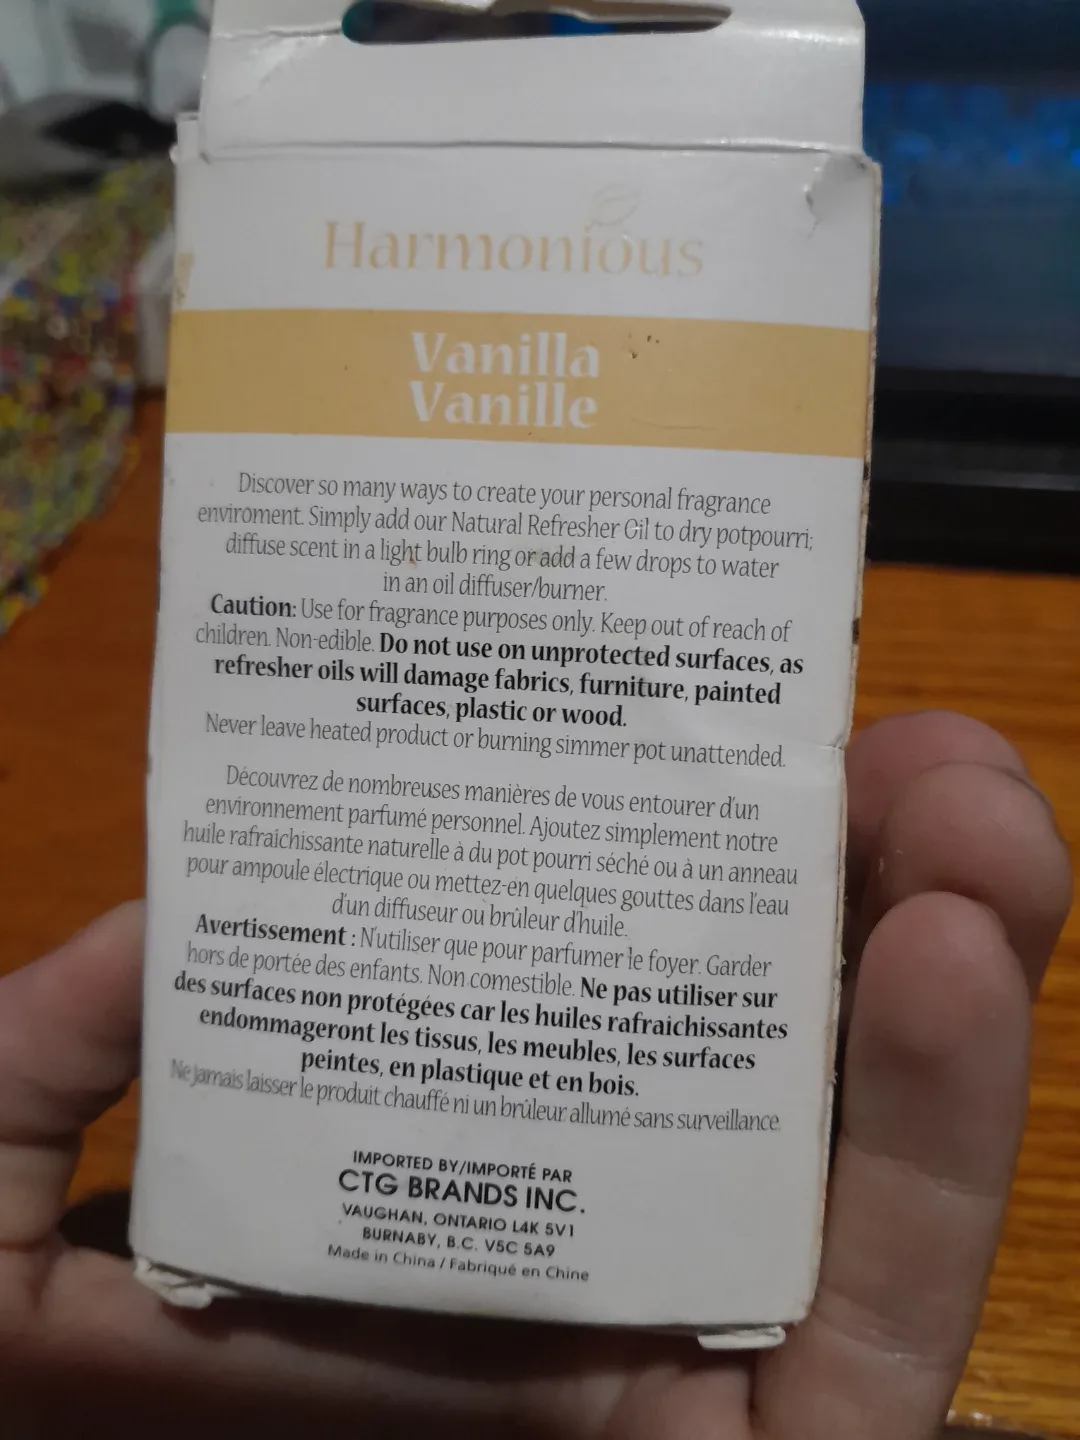 Harmonious
Vanilla
Vanille
Discover so many ways to create your personal fragrance
enviroment. Simply add our Natural Refresher Oil to dry potpourri;
diffuse scent in a light bulb ring or add a few drops to water
in an oil diffuser/burner.
Caution: Use for fragrance purposes only. Keep out of reach of
children. Non-edible. Do not use on unprotected surfaces, as
refresher oils will damage fabrics, furniture, painted
surfaces, plastic or wood.
Never leave heated product or burning simmer pot unattended.
Découvrez de nombreuses manières de vous entourer d'un
environnement parfumé personnel. Ajoutez simplement notre
huile rafraîchissante naturelle à du pot pourri séché ou à un anneau
pour ampoule électrique ou mettez-en quelques gouttes dans l'eau
d'un diffuseur ou brûleur d'huile.
Avertissement : N'utiliser que pour parfumer le foyer. Garder
hors de portée des enfants. Non comestible. Ne pas utiliser sur
des surfaces non protégées car les huiles rafraîchissantes
endommageront les tissus, les meubles, les surfaces
peintes, en plastique et en bois.
Ne jamais laisser le produit chauffé ni un brûleur allumé sans surveillance.
IMPORTED BY/IMPORTÉ PAR
CTG BRANDS INC.
VAUGHAN, ONTARIO L4K 5V1
BURNABY, B.C. V5C 5A9
Made in China / Fabriqué en Chine